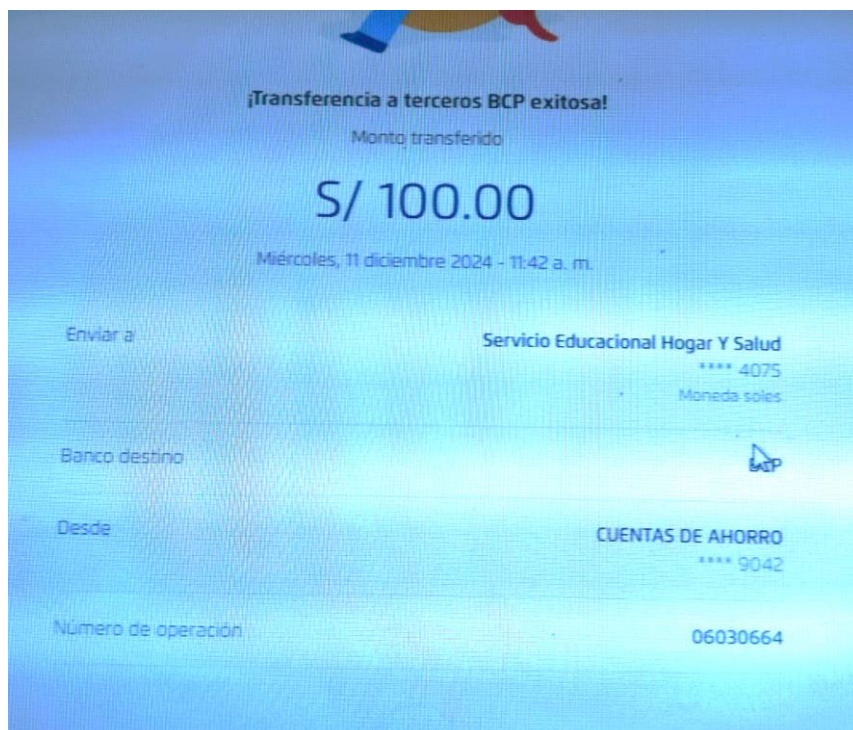 ¡Transferencia a terceros BCP exitosa!
Monto transferido
S/ 100.00
Miércoles, 11 diciembre 2024 - 11:42 a. m.
Enviar a
Servicio Educacional Hogar Y Salud
**** 4075
Moneda soles
Banco destino
BCP
Desde
CUENTAS DE AHORRO
**** 9042
Número de operación
06030664